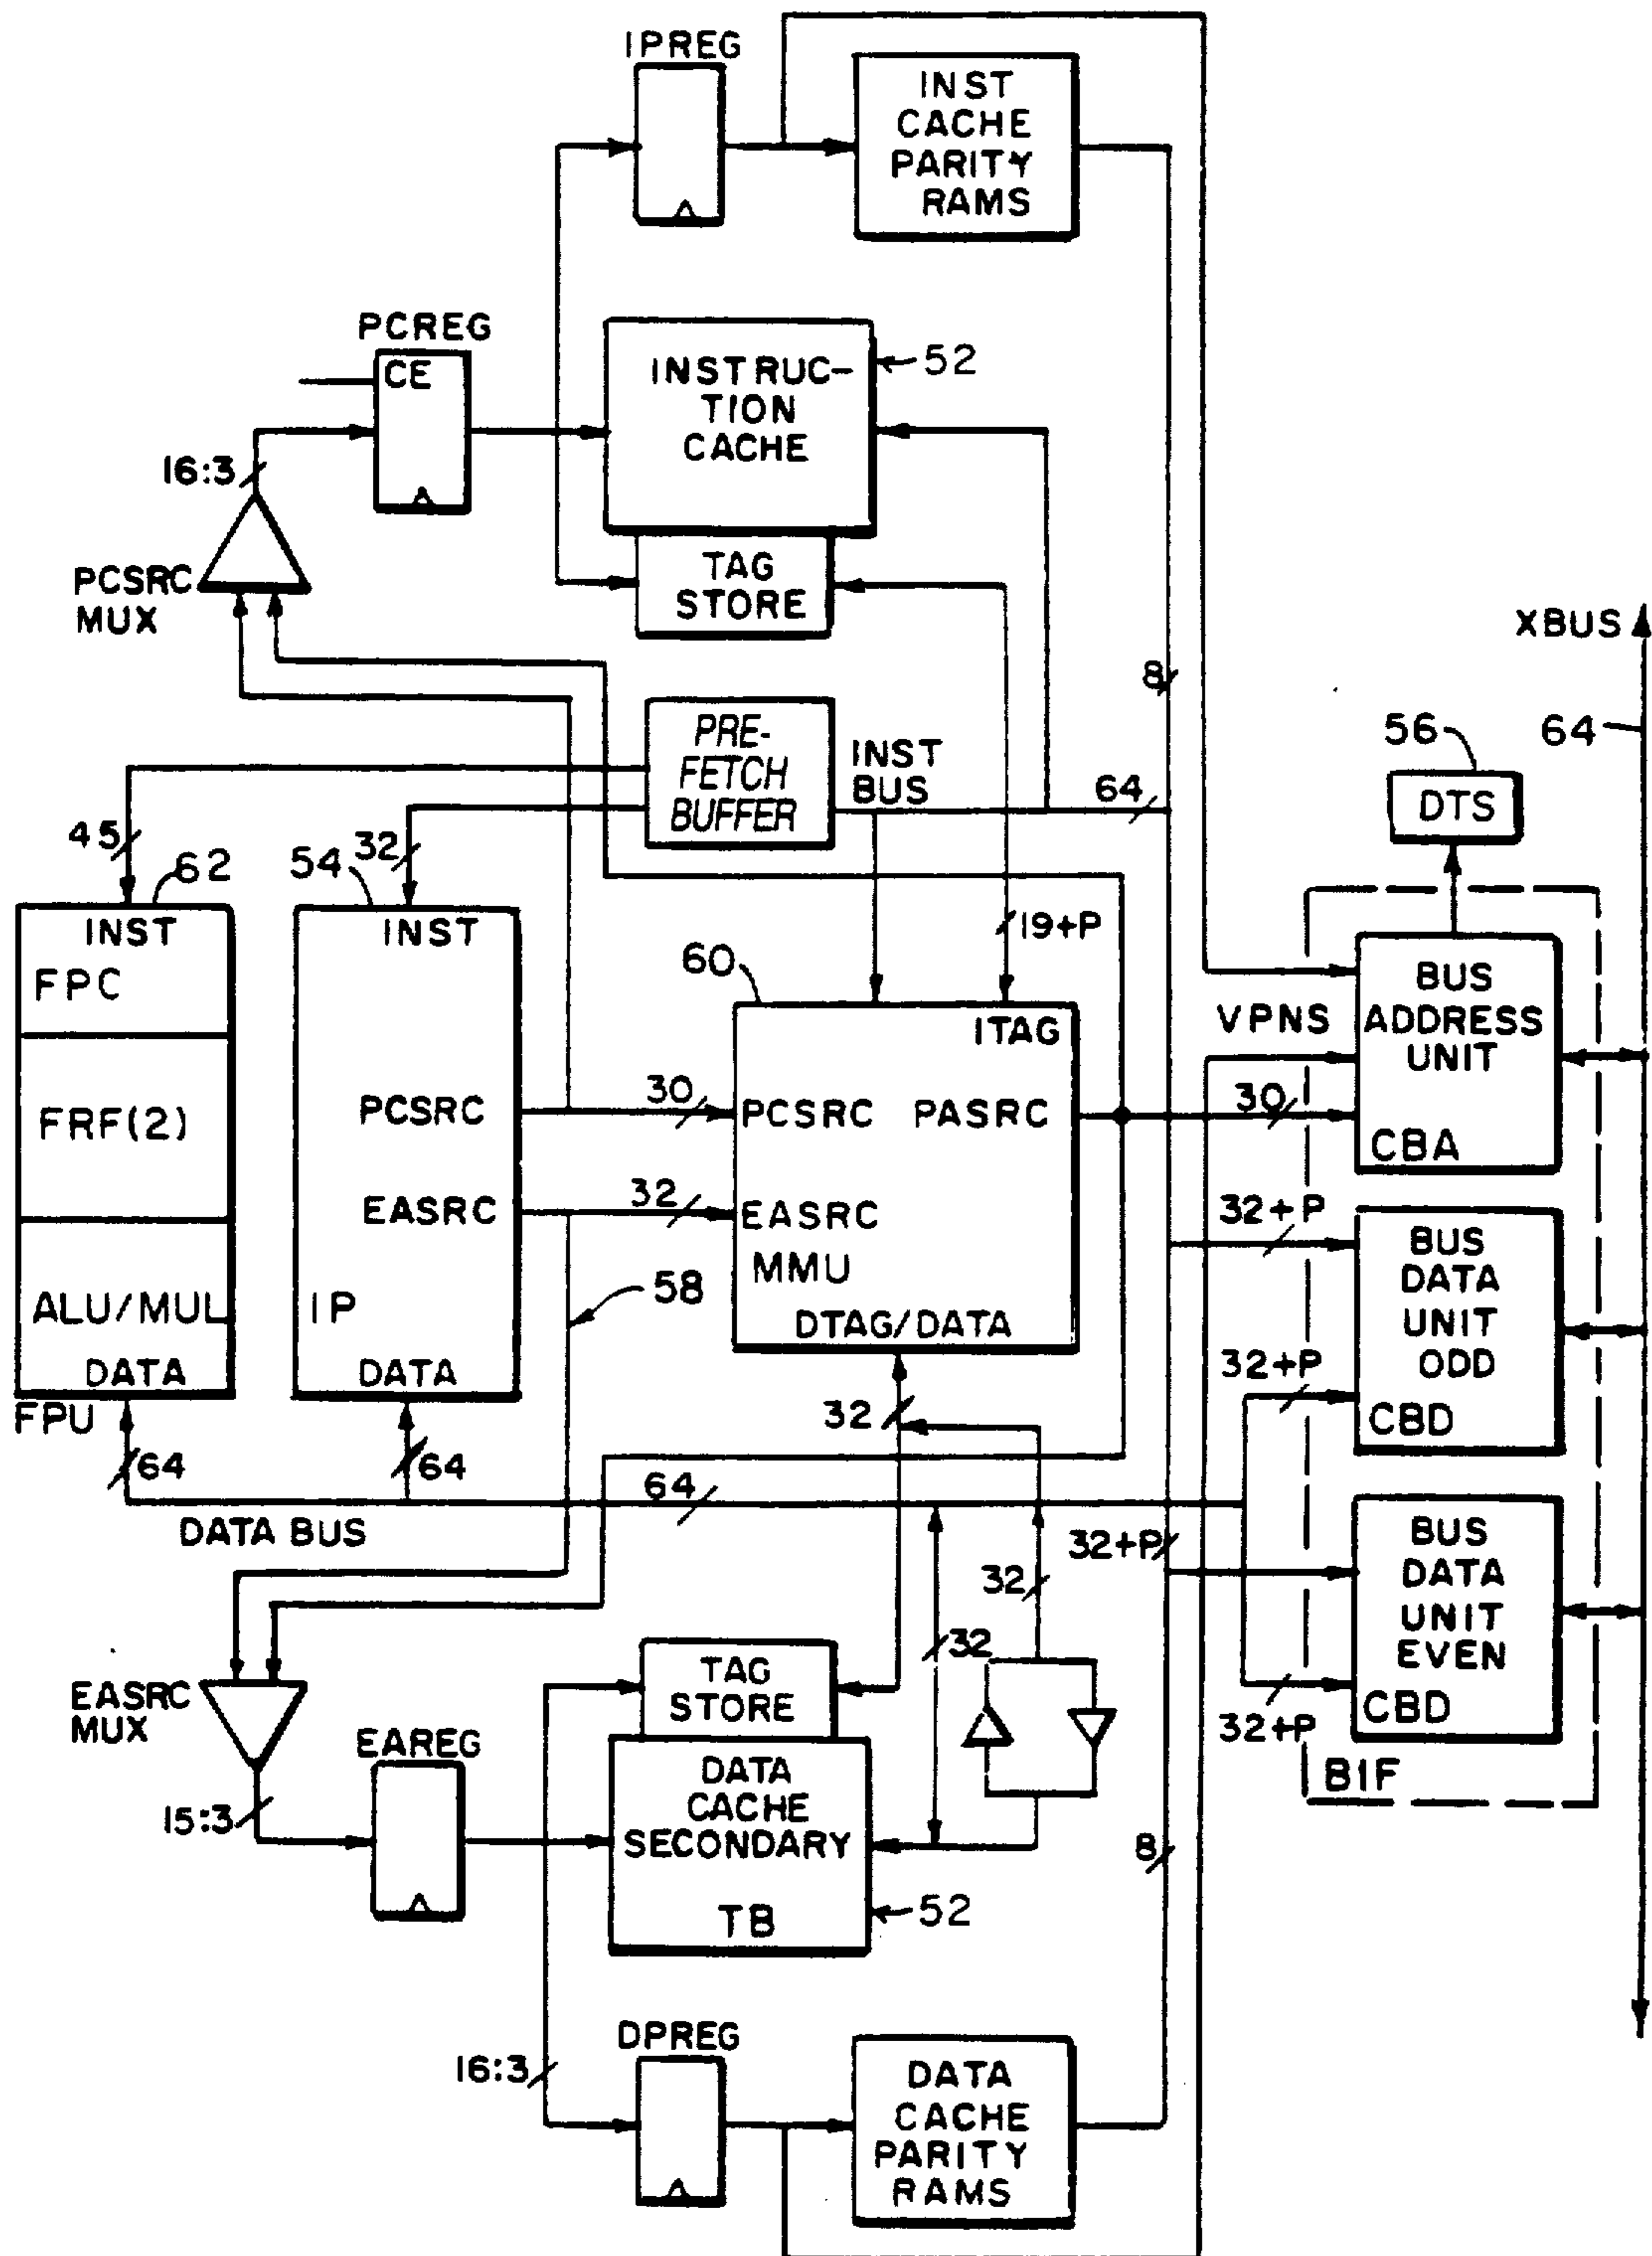 IPREG
INST
CACHE
PARITY
RAMS
PCREG
CE
INSTRUC-
TION
CACHE
52
16:3
PCSRC
MUX
TAG
STORE
XBUS
8
PRE-
FETCH
BUFFER
INST
BUS
64
56
64
DTS
45
32
62
54
INST
FPC
FRF(2)
ALU/MUL
DATA
FPU
INST
PCSRC
EASRC
IP
DATA
60
19+P
ITAG
30
PCSRC
PASRC
32
EASRC
MMU
DTAG/DATA
58
VPNS
30
BUS
ADDRESS
UNIT
CBA
32+P
BUS
DATA
UNIT
ODD
CBD
32+P
64
64
32
64
DATA BUS
32+P
32
32
BUS
DATA
UNIT
EVEN
CBD
32+P
BIF
EASRC
MUX
TAG
STORE
EAREG
15:3
DATA
CACHE
SECONDARY
TB
52
8
DPREG
16:3
DATA
CACHE
PARITY
RAMS